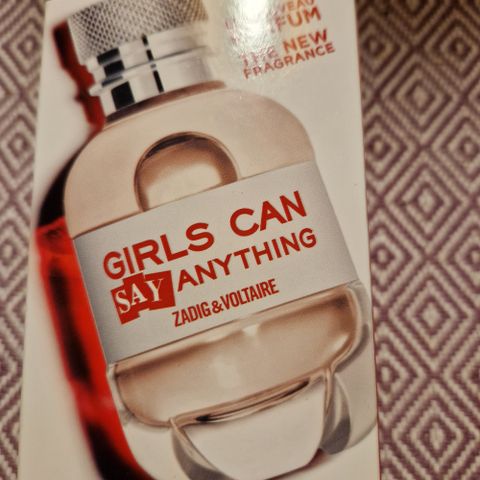 THE NEW
FRAGRANCE
GIRLS CAN
SAY ANYTHING
ZADIG&VOLTAIRE